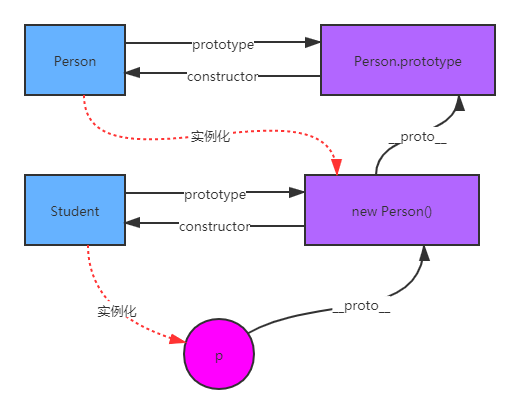 Person
prototype
constructor
Person.prototype
实例化
__proto__
Student
prototype
constructor
new Person()
实例化
__proto__
p